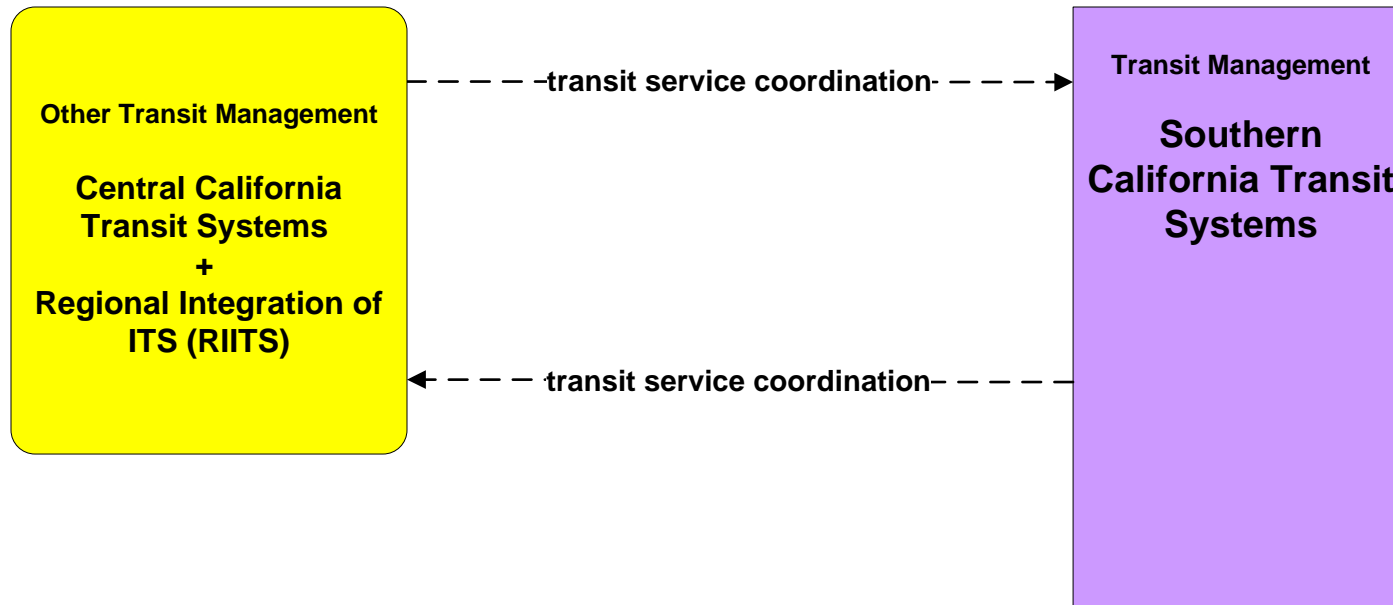 Other Transit Management
Central California
Transit Systems
+
Regional Integration of
ITS (RIITS)
transit service coordination
transit service coordination
Transit Management
Southern
California Transit
Systems